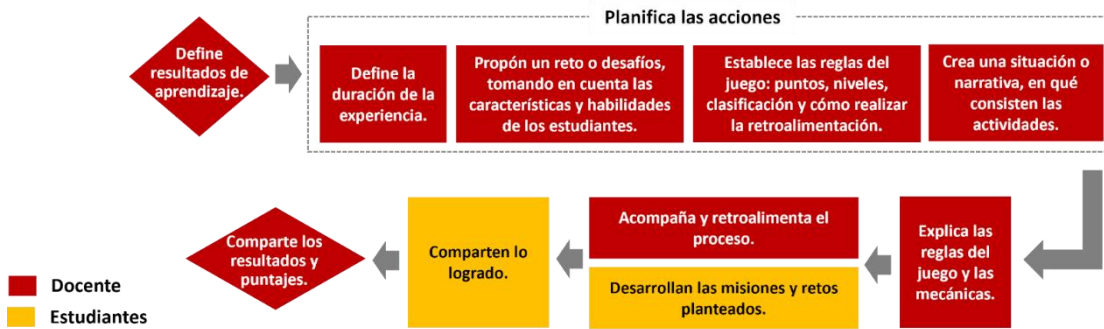 Planifica las acciones
Define
resultados de
aprendizaje.
Define la
duración de la
experiencia.
Propón un reto o desafíos,
tomando en cuenta las
características y habilidades
de los estudiantes.
Establece las reglas del
juego: puntos, niveles,
clasificación y cómo realizar
la retroalimentación.
Crea una situación o
narrativa, en qué
consisten las
actividades.
Explica las
reglas del
juego y las
mecánicas.
Acompaña y retroalimenta el
proceso.
Desarrollan las misiones y retos
planteados.
Comparten lo
logrado.
Comparte los
resultados y
puntajes.
Docente
Estudiantes